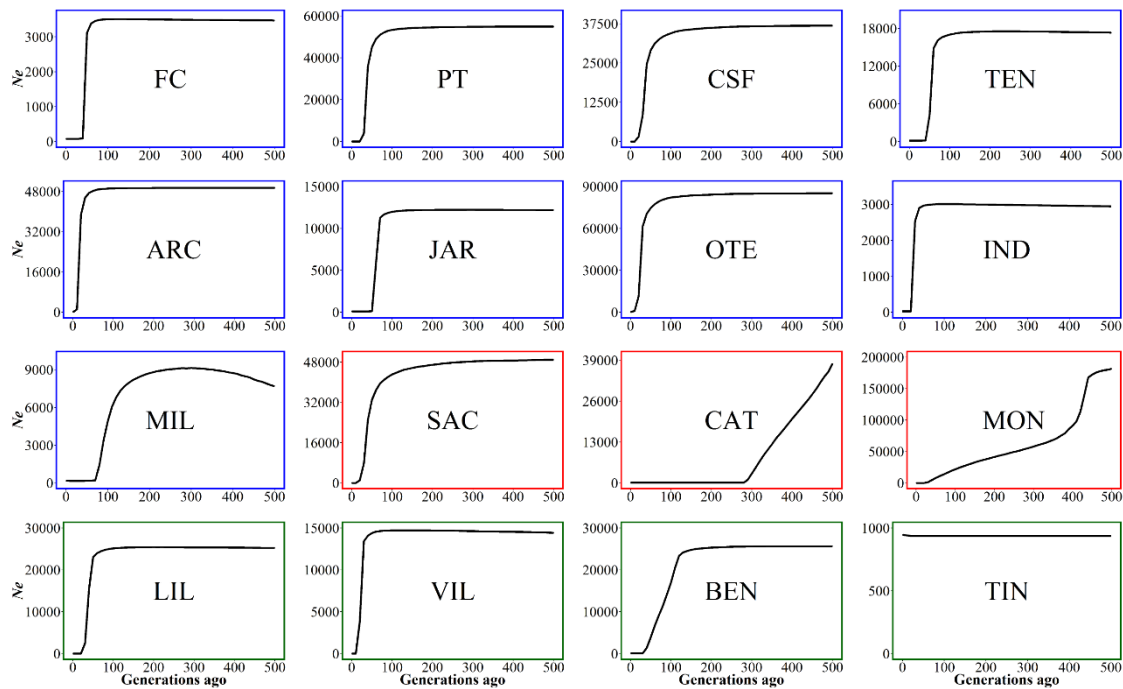 3000
2000
1000
0
Ne
FC
0 100 200 300 400 500
60000
40000
20000
0
PT
0 100 200 300 400 500
37500
25000
12500
0
CSF
0 100 200 300 400 500
18000
12000
6000
0
TEN
0 100 200 300 400 500
48000
32000
16000
0
Ne
ARC
0 100 200 300 400 500
15000
10000
5000
0
JAR
0 100 200 300 400 500
90000
60000
30000
0
OTE
0 100 200 300 400 500
3000
2000
1000
0
IND
0 100 200 300 400 500
9000
6000
3000
0
Ne
MIL
0 100 200 300 400 500
48000
32000
16000
0
SAC
0 100 200 300 400 500
39000
26000
13000
0
CAT
0 100 200 300 400 500
200000
150000
100000
50000
0
MON
0 100 200 300 400 500
30000
20000
10000
0
Ne
LIL
0 100 200 300 400 500
Generations ago
15000
10000
5000
0
VIL
0 100 200 300 400 500
Generations ago
30000
20000
10000
0
BEN
0 100 200 300 400 500
Generations ago
1000
500
0
TIN
0 100 200 300 400 500
Generations ago